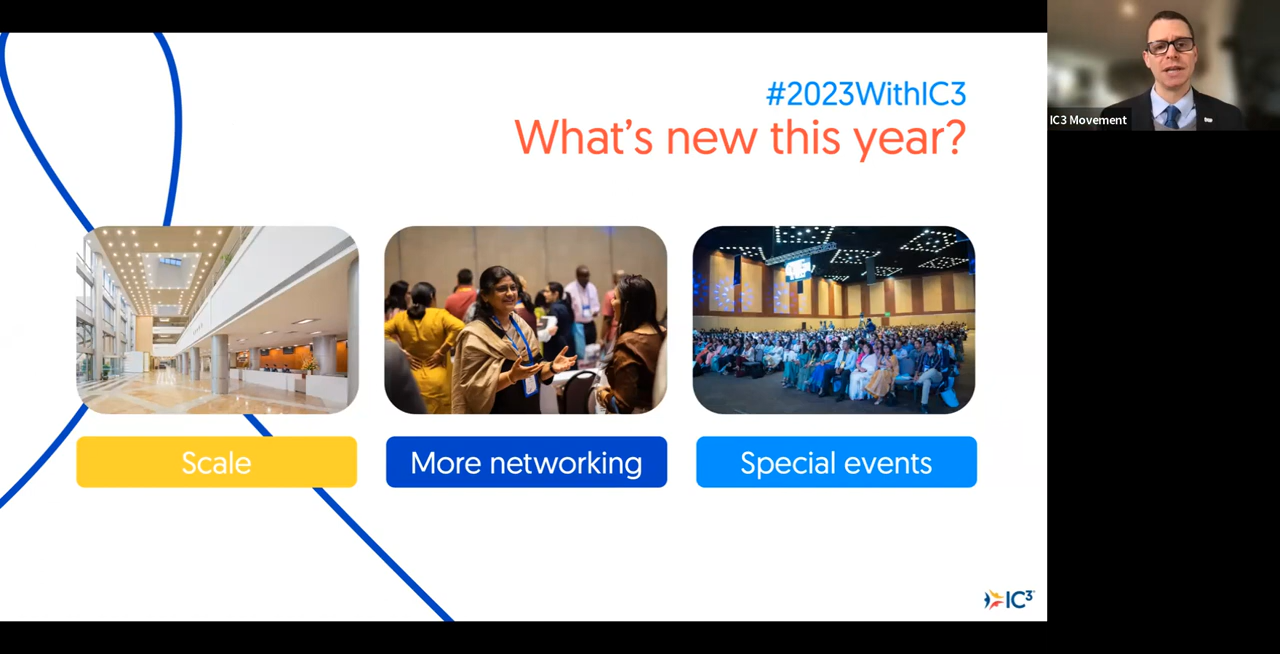 #2023WithIC3
What's new this year?
IC3 Movement
Scale
More networking
Special events
IC³